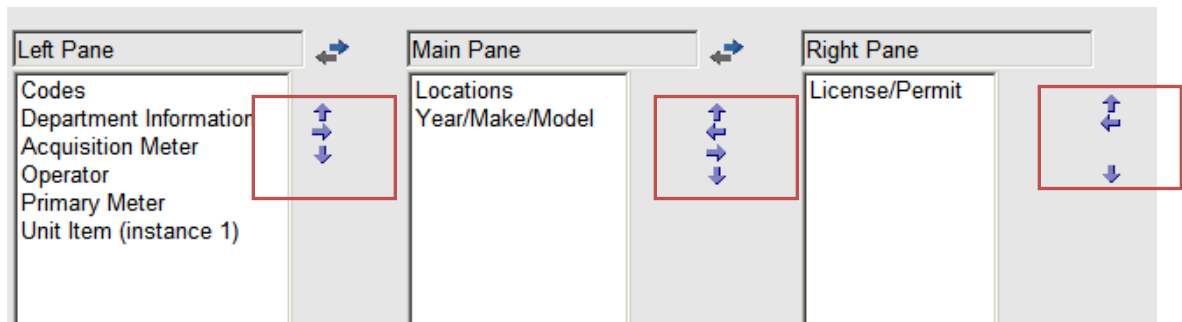 Left Pane
Main Pane
Right Pane
Codes
Department Information
Acquisition Meter
Operator
Primary Meter
Unit Item (instance 1)
Locations
Year/Make/Model
License/Permit